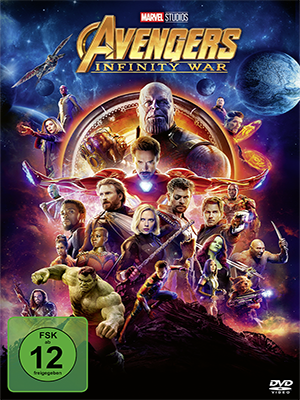 MARVEL STUDIOS
AVENGERS
INFINITY WAR
FSK
ab
12
freigegeben
DVD
VIDEO